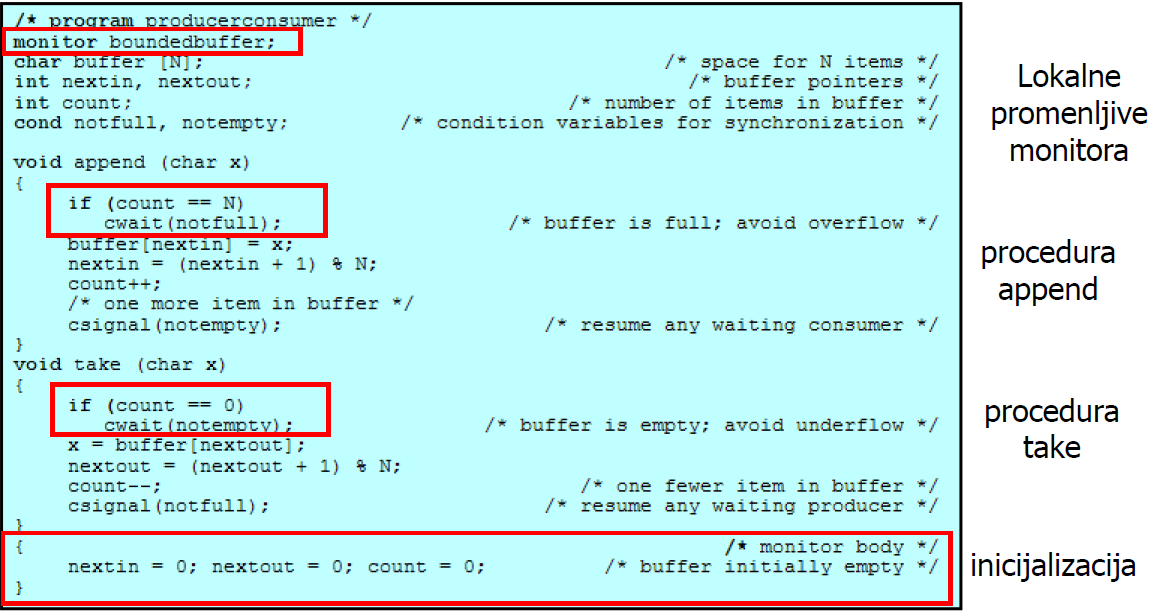 /* program producerconsumer */
monitor boundedbuffer;
char buffer [N]; /* space for N items */
int nextin, nextout; /* buffer pointers */
int count; /* number of items in buffer */
cond notfull, notempty; /* condition variables for synchronization */
Lokalne
promenljive
monitora
void append (char x)
{
if (count == N)
cwait(notfull); /* buffer is full; avoid overflow */
buffer[nextin] = x;
nextin = (nextin + 1) % N;
count++;
/* one more item in buffer */
csignal(notempty); /* resume any waiting consumer */
}
procedura
append
void take (char x)
{
if (count == 0)
cwait(notempty); /* buffer is empty; avoid underflow */
x = buffer[nextout];
nextout = (nextout + 1) % N;
count--; /* one fewer item in buffer */
csignal(notfull); /* resume any waiting producer */
}
procedura
take
{ /* monitor body */
nextin = 0; nextout = 0; count = 0; /* buffer initially empty */
}
inicijalizacija